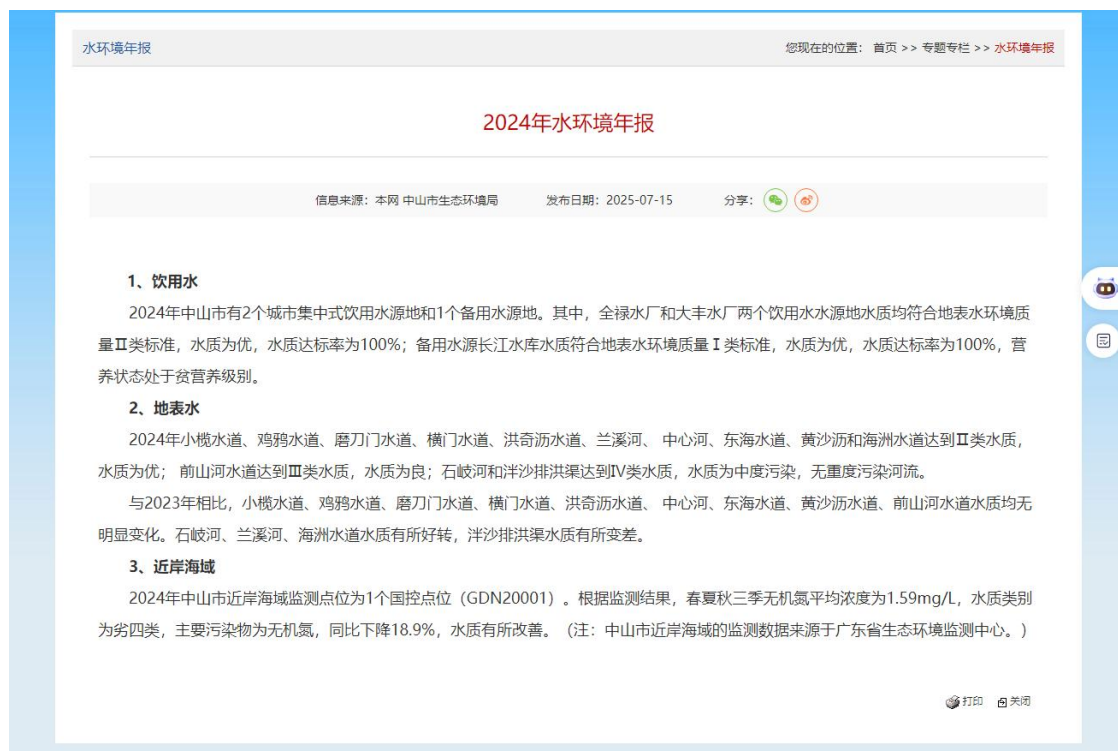 水环境年报
您现在的位置： 首页 >> 专题专栏 >> 水环境年报
2024年水环境年报
信息来源：本网 中山市生态环境局 发布日期：2025-07-15 分享：
1、饮用水
2024年中山市有2个城市集中式饮用水源地和1个备用水源地。其中，全禄水厂和大丰水厂两个饮用水水源地水质均符合地表水环境质
量Ⅱ类标准，水质为优，水质达标率为100%；备用水源长江水库水质符合地表水环境质量Ⅰ类标准，水质为优，水质达标率为100%，营
养状态处于贫营养级别。
2、地表水
2024年小榄水道、鸡鸦水道、磨刀门水道、横门水道、洪奇沥水道、兰溪河、 中心河、东海水道、黄沙沥和海洲水道达到Ⅱ类水质，
水质为优； 前山河水道达到Ⅲ类水质，水质为良；石岐河和泮沙排洪渠达到Ⅳ类水质，水质为中度污染，无重度污染河流。
与2023年相比，小榄水道、鸡鸦水道、磨刀门水道、横门水道、洪奇沥水道、 中心河、东海水道、黄沙沥水道、前山河水道水质均无
明显变化。石岐河、兰溪河、海洲水道水质有所好转，泮沙排洪渠水质有所变差。
3、近岸海域
2024年中山市近岸海域监测点位为1个国控点位（GDN20001）。根据监测结果，春夏秋三季无机氮平均浓度为1.59mg/L，水质类别
为劣四类，主要污染物为无机氮，同比下降18.9%，水质有所改善。（注：中山市近岸海域的监测数据来源于广东省生态环境监测中心。）
打印 关闭